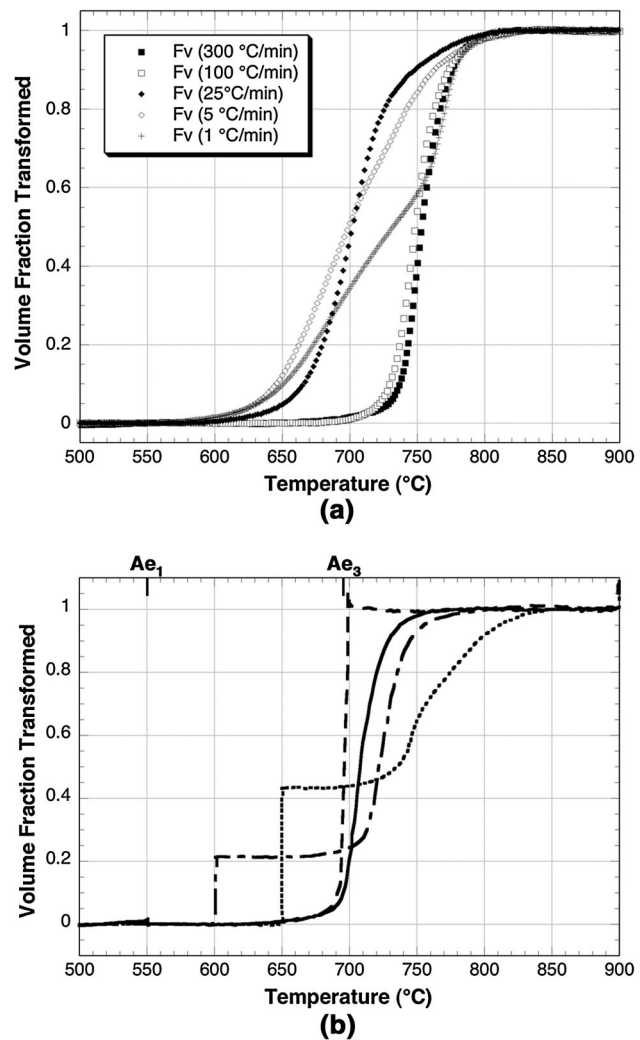 1
0.8
0.6
0.4
0.2
0
Volume Fraction Transformed
Fv (300 °C/min)
Fv (100 °C/min)
Fv (25°C/min)
Fv (5 °C/min)
Fv (1 °C/min)
500 550 600 650 700 750 800 850 900
Temperature (°C)
(a)
Ae1 Ae3
1
0.8
0.6
0.4
0.2
0
Volume Fraction Transformed
500 550 600 650 700 750 800 850 900
Temperature (°C)
(b)